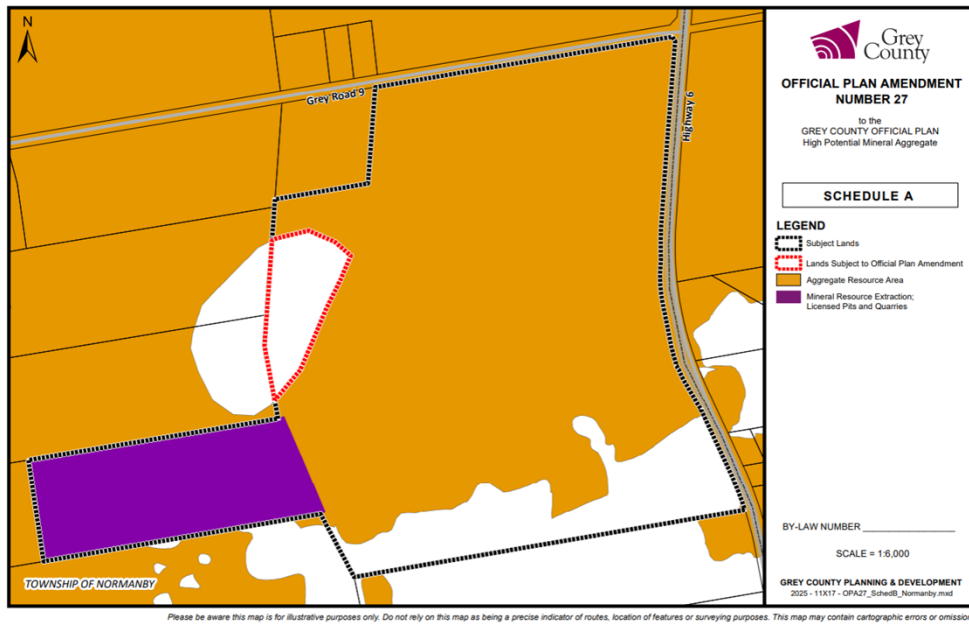 N
Grey Road 9
Highway 6
TOWNSHIP OF NORMANBY
Grey
County
OFFICIAL PLAN AMENDMENT
NUMBER 27
to the
GREY COUNTY OFFICIAL PLAN
High Potential Mineral Aggregate
SCHEDULE A
LEGEND
Subject Lands
Lands Subject to Official Plan Amendment
Aggregate Resource Area
Mineral Resource Extraction;
Licensed Pits and Quarries
BY-LAW NUMBER ________________
SCALE = 1:6,000
GREY COUNTY PLANNING & DEVELOPMENT
2025 - 11X17 - OPA27_SchedB_Normanby.mxd
Please be aware this map is for illustrative purposes only. Do not rely on this map as being a precise indicator of routes, location of features or surveying purposes. This map may contain cartographic errors or omission